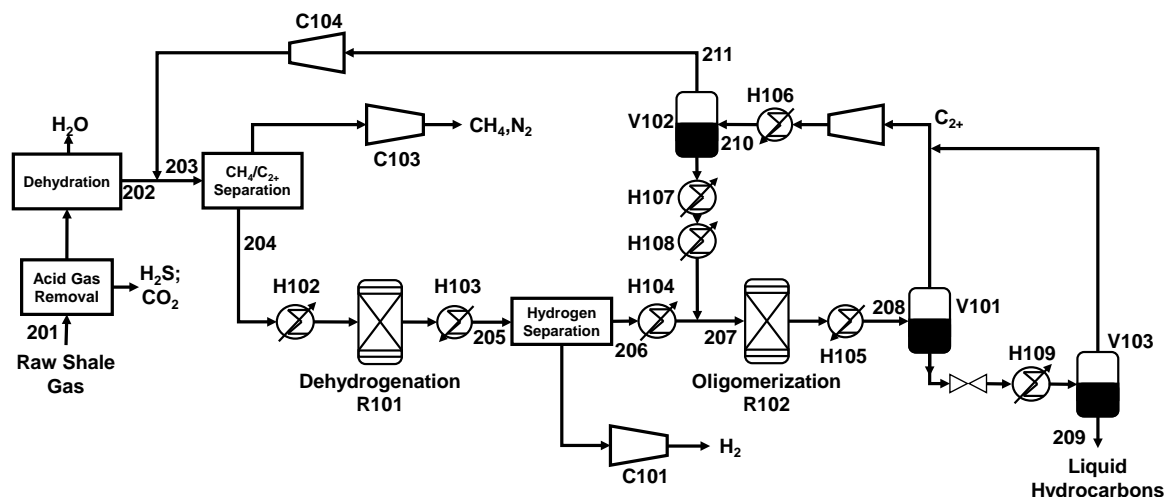 C104
211
H106
C₂₊
V102
210
H₂O
203
CH₄,N₂
C103
Dehydration
202
CH₄/C₂₊
Separation
H107
H108
204
Acid Gas
Removal
H₂S;
CO₂
201
Raw Shale
Gas
H102
H103
205
Hydrogen
Separation
H104
206
207
H105
208
V101
V103
H109
Dehydrogenation
R101
Oligomerization
R102
209
Liquid
Hydrocarbons
H₂
C101